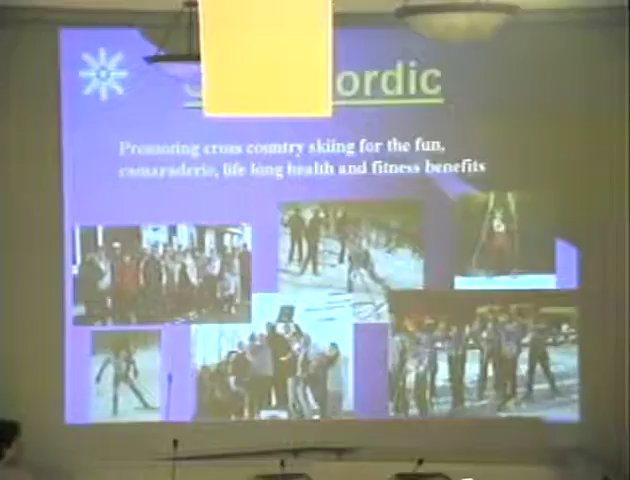 ordic
Promoting cross country skiing for the fun,
camaraderie, life long health and fitness benefits